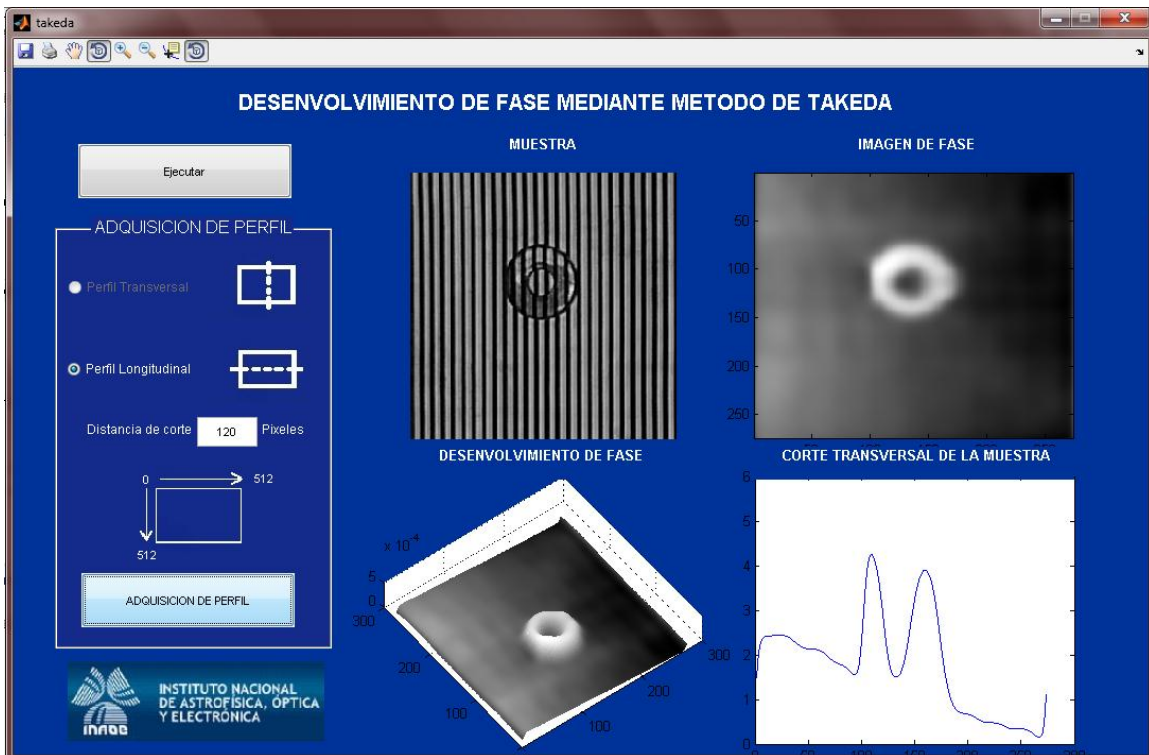 takeda
DESENVOLVIMIENTO DE FASE MEDIANTE METODO DE TAKEDA
Ejecutar
ADQUISICION DE PERFIL
Perfil Transversal
Perfil Longitudinal
Distancia de corte 120 Pixeles
0 512
512
ADQUISICION DE PERFIL
INSTITUTO NACIONAL
DE ASTROFÍSICA, ÓPTICA
Y ELECTRÓNICA
INAOE
MUESTRA
IMAGEN DE FASE
50
100
150
200
250
DESENVOLVIMIENTO DE FASE
x 10^-4
5
0
300
200
100
100
200
300
CORTE TRANSVERSAL DE LA MUESTRA
6
5
4
3
2
1
0